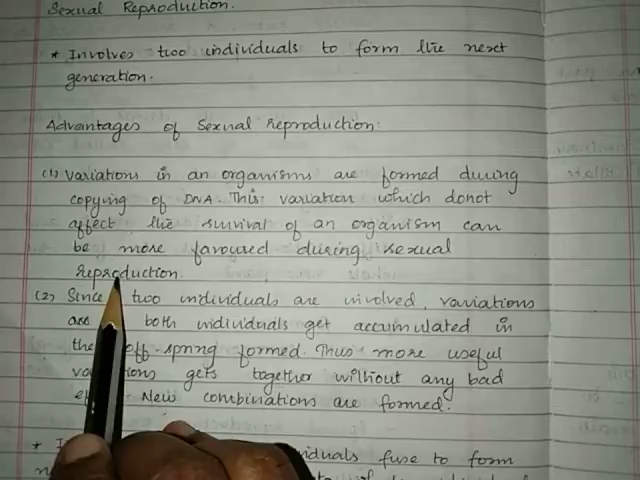 Sexual Reproduction.
* Involves two individuals to form the next
generation.
Advantages of Sexual Reproduction:
(1) Variations in an organisms are formed during
copying of DNA. This variation which donot
affect the survival of an organism can
be more favoured during sexual
reproduction.
(2) Since two individuals are involved, variations
both individuals get accumulated in
the off-spring formed. Thus more useful
gets together without any bad
New combinations are formed.
* fuse to form